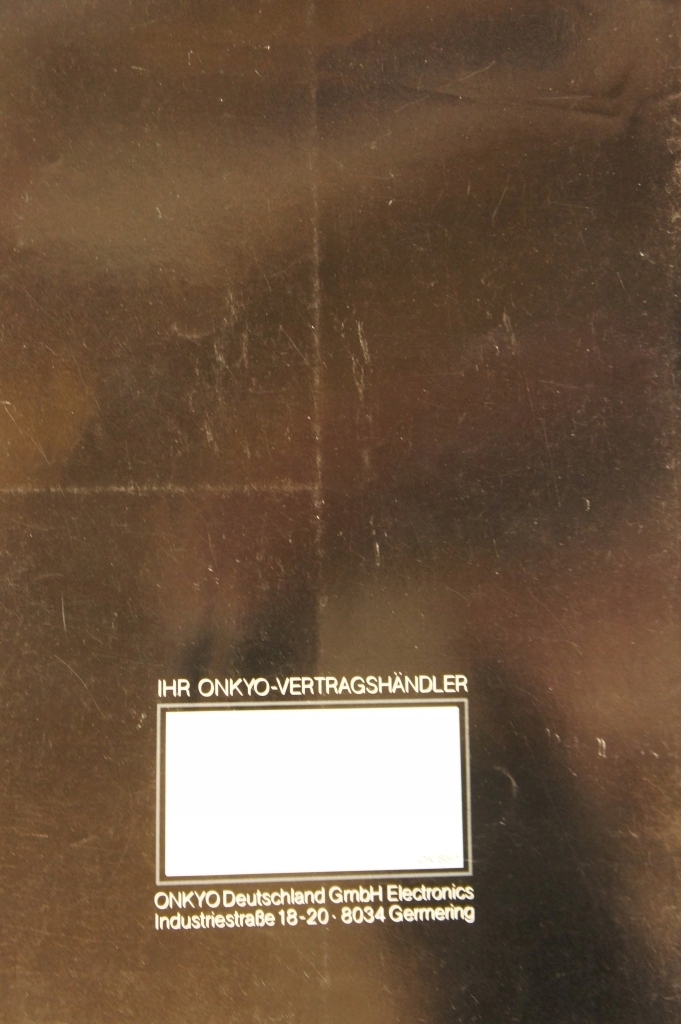 IHR ONKYO-VERTRAGSHÄNDLER
ONKYO Deutschland GmbH Electronics
Industriestraße 18-20 · 8034 Germering